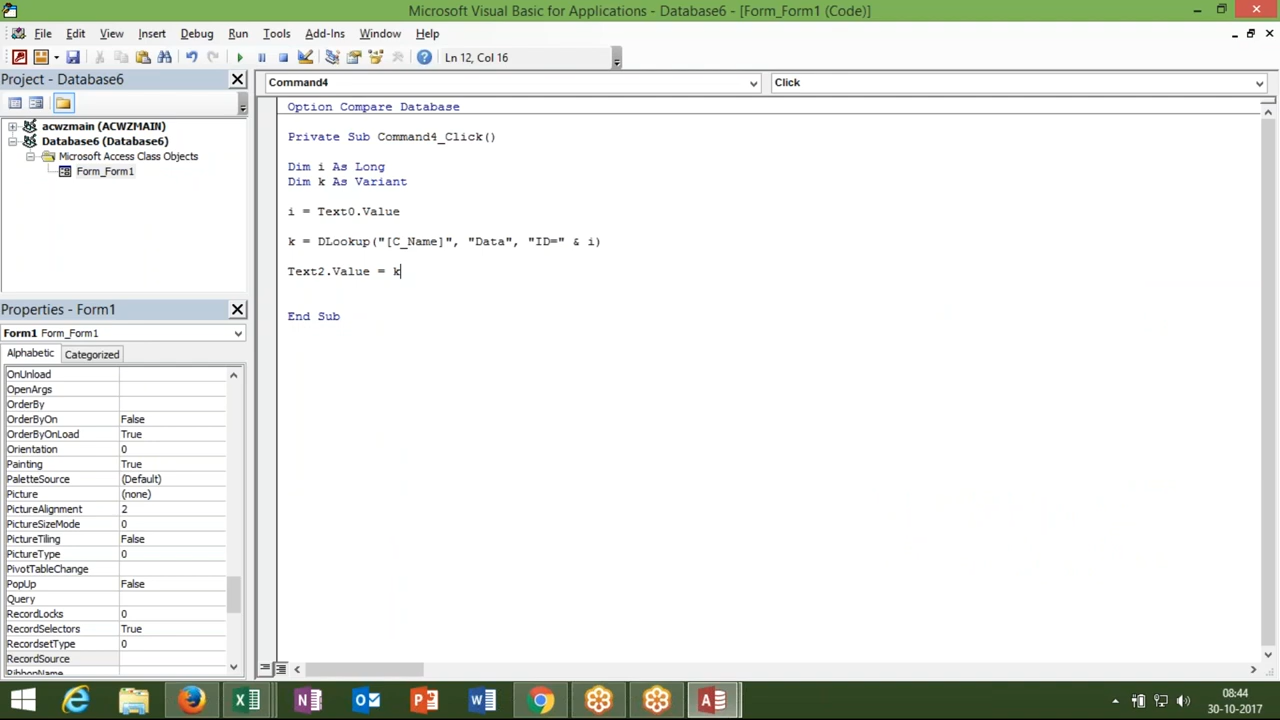 Microsoft Visual Basic for Applications - Database6 - [Form_Form1 (Code)]
File Edit View Insert Format Debug Run Tools Add-Ins Window Help
Ln 12, Col 16
Project - Database6
acwzmain (ACWZMAIN)
Database6 (Database6)
Microsoft Access Class Objects
Form_Form1
Properties - Form1
Form1 Form_Form1
Alphabetic Categorized
OnUnload
OpenArgs
OrderBy
OrderByOn False
OrderByOnLoad True
Orientation 0
Painting True
PaletteSource (Default)
Picture (none)
PictureAlignment 2
PictureSizeMode 0
PictureTiling False
PictureType 0
PivotTableChange
PopUp False
Query
RecordLocks 0
RecordSelectors True
RecordsetType 0
RecordSource
RibbonName
Command4 Click
Option Compare Database
Private Sub Command4_Click()
Dim i As Long
Dim k As Variant
i = Text0.Value
k = DLookup("[C_Name]", "Data", "ID=" & i)
Text2.Value = k
End Sub
08:44
30-10-2017